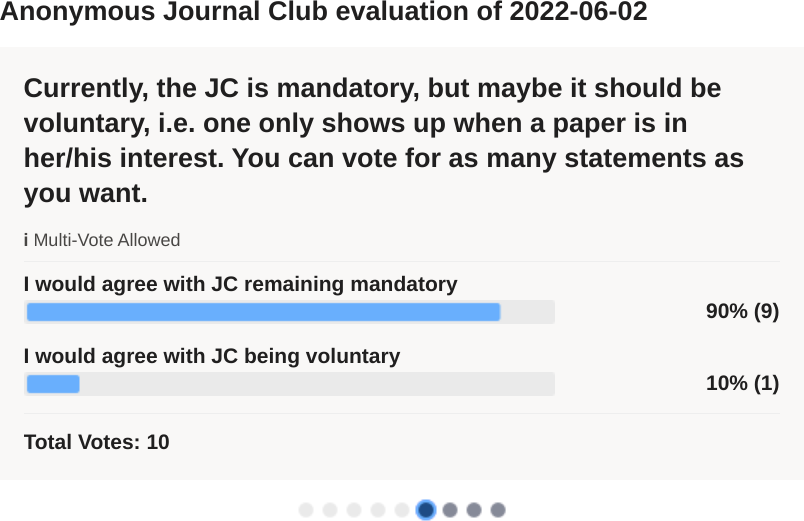 Anonymous Journal Club evaluation of 2022-06-02
Currently, the JC is mandatory, but maybe it should be
voluntary, i.e. one only shows up when a paper is in
her/his interest. You can vote for as many statements as
you want.
i Multi-Vote Allowed
I would agree with JC remaining mandatory
90% (9)
I would agree with JC being voluntary
10% (1)
Total Votes: 10